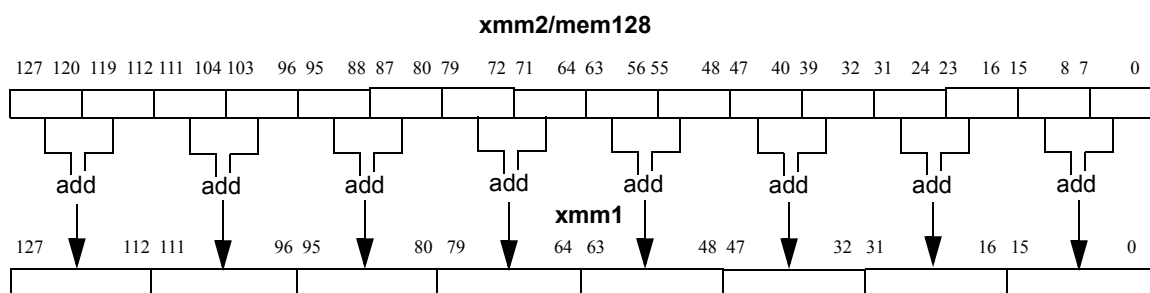 xmm2/mem128
127 120 119 112 111 104 103 96 95 88 87 80 79 72 71 64 63 56 55 48 47 40 39 32 31 24 23 16 15 8 7 0
add add add add add add add add
xmm1
127 112 111 96 95 80 79 64 63 48 47 32 31 16 15 0